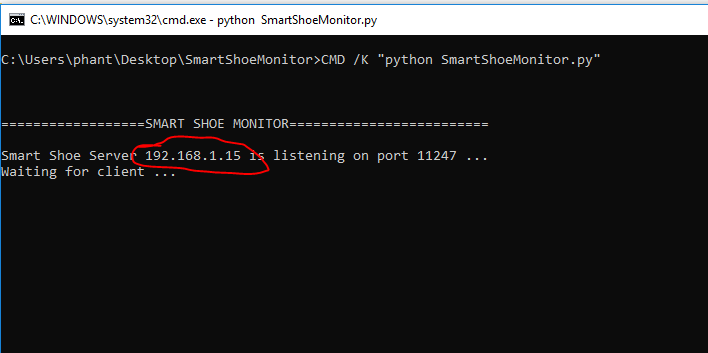 C:\WINDOWS\system32\cmd.exe - python  SmartShoeMonitor.py
C:\Users\phant\Desktop\SmartShoeMonitor>CMD /K "python SmartShoeMonitor.py"
==================SMART SHOE MONITOR=========================
Smart Shoe Server 192.168.1.15 is listening on port 11247 ...
Waiting for client ...